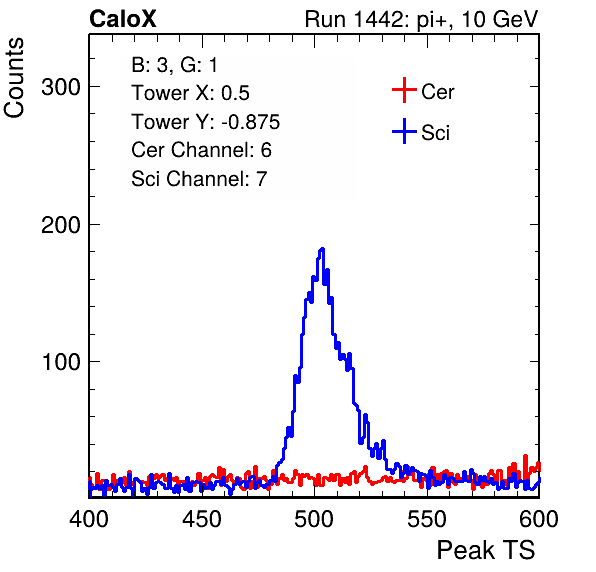 CaloX Run 1442: pi+, 10 GeV
Counts
B: 3, G: 1
Tower X: 0.5
Tower Y: -0.875
Cer Channel: 6
Sci Channel: 7
Cer
Sci
300
200
100
400 450 500 550 600
Peak TS